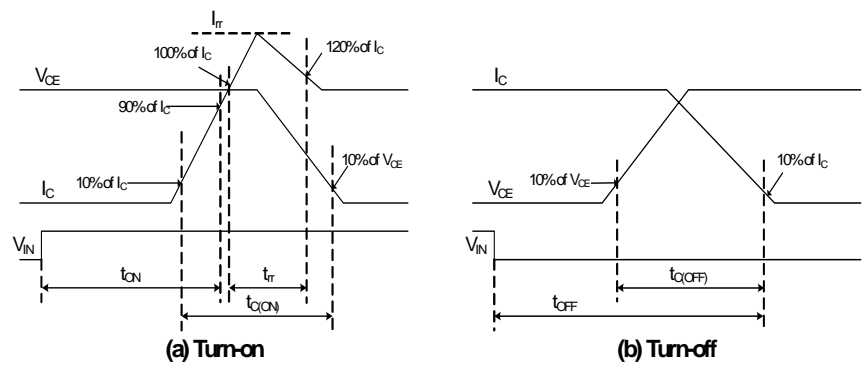 Irr
100% of IC
120% of IC
VCE
90% of IC
10% of IC
10% of VCE
IC
VIN
tON
trr
tC(ON)
(a) Turn-on
IC
10% of VCE
10% of IC
VCE
VIN
tC(OFF)
tOFF
(b) Turn-off